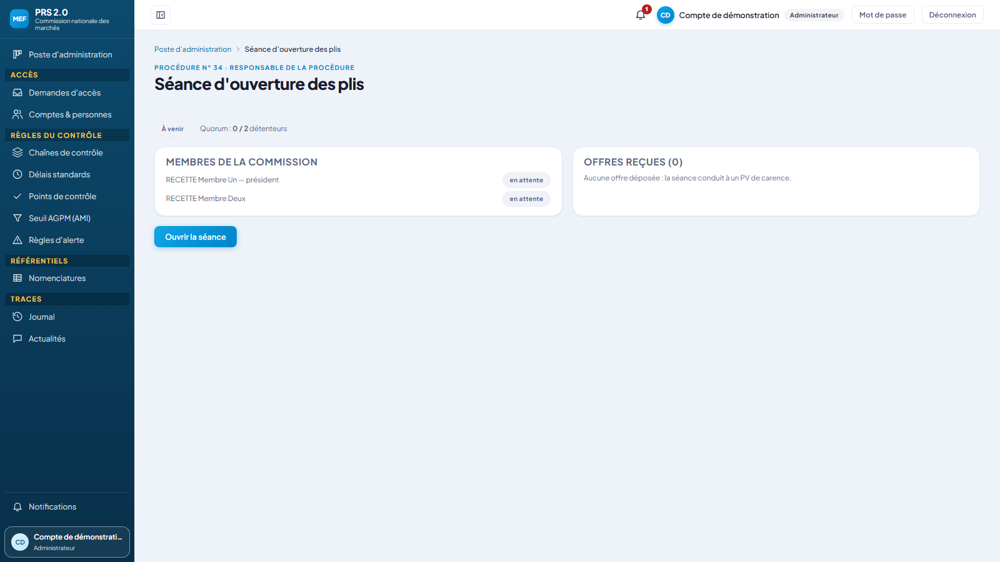 MEF
PRS 2.0
Commission nationale des
marchés
Poste d'administration
ACCÈS
Demandes d'accès
Comptes & personnes
RÈGLES DU CONTRÔLE
Chaînes de contrôle
Délais standards
Points de contrôle
Seuil AGPM (AMI)
Règles d'alerte
RÉFÉRENTIELS
Nomenclatures
TRACES
Journal
Actualités
Notifications
CD
Compte de démonstrati...
Administrateur
1
CD
Compte de démonstration
Administrateur
Mot de passe
Déconnexion
Poste d'administration > Séance d'ouverture des plis
PROCÉDURE N° 34 · RESPONSABLE DE LA PROCÉDURE
Séance d'ouverture des plis
À venir
Quorum : 0 / 2 détenteurs
MEMBRES DE LA COMMISSION
RECETTE Membre Un — président
en attente
RECETTE Membre Deux
en attente
OFFRES REÇUES (0)
Aucune offre déposée : la séance conduit à un PV de carence.
Ouvrir la séance